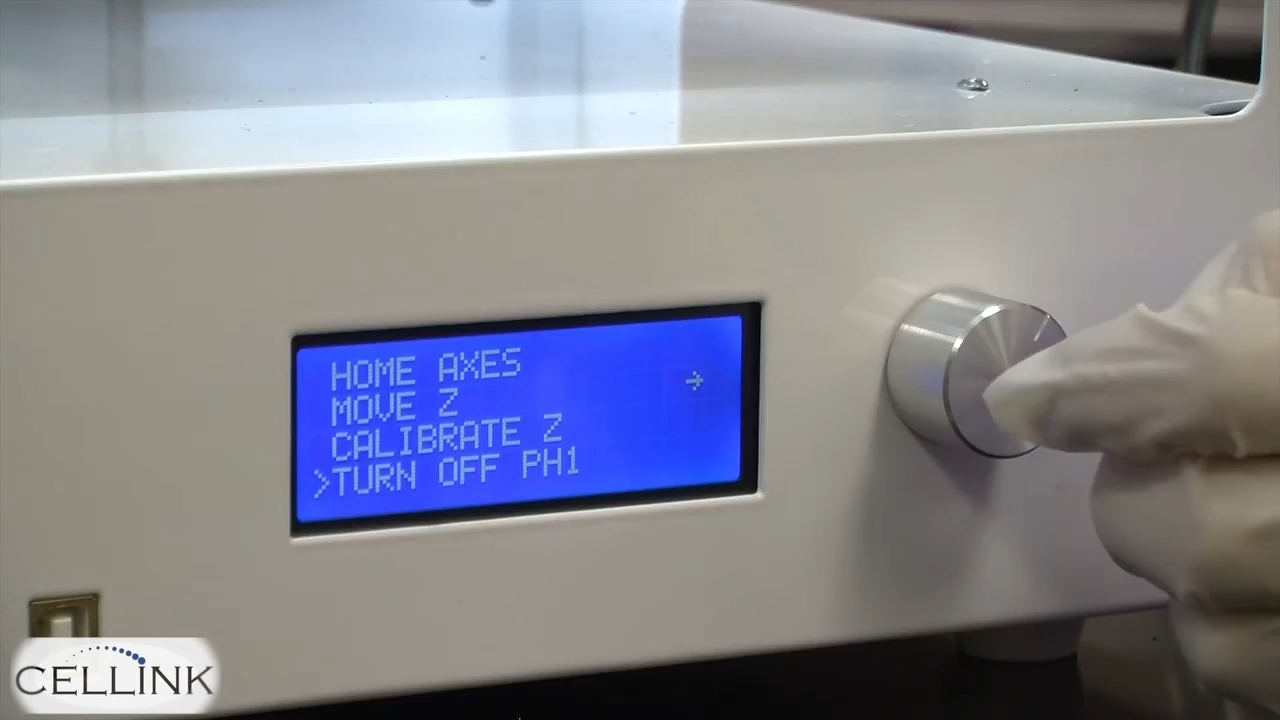 HOME AXES
MOVE Z →
CALIBRATE Z
>TURN OFF PH1
CELLINK